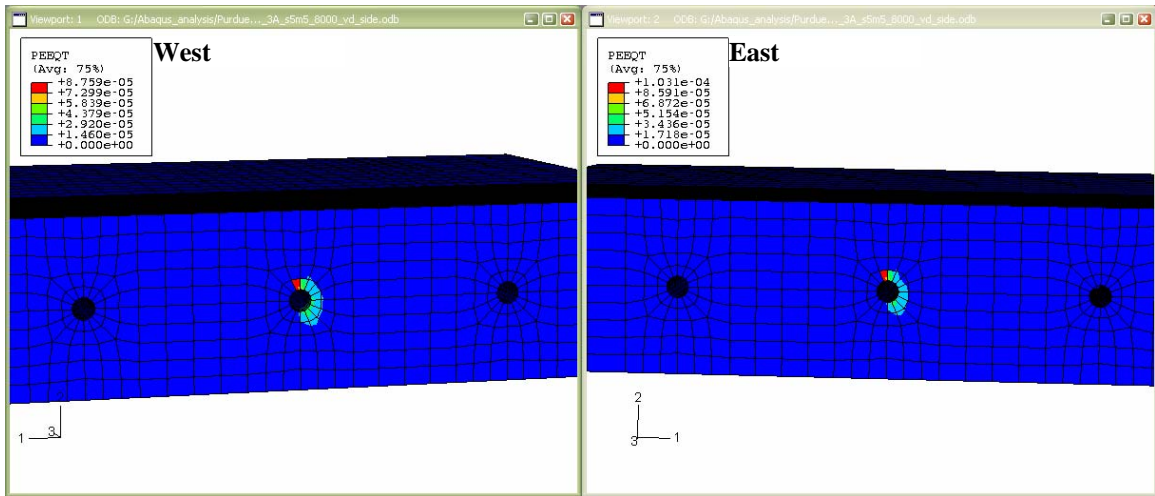 Viewport: 1 ODB: G:/Abaqus_analysis/Purdue..._3A_s5m5_8000_vd_side.odb
West
PEEQT
(Avg: 75%)
+8.759e-05
+7.299e-05
+5.839e-05
+4.379e-05
+2.920e-05
+1.460e-05
+0.000e+00
3
1
Viewport: 2 ODB: G:/Abaqus_analysis/Purdue..._3A_s5m5_8000_vd_side.odb
East
PEEQT
(Avg: 75%)
+1.031e-04
+8.591e-05
+6.872e-05
+5.154e-05
+3.436e-05
+1.718e-05
+0.000e+00
2
3
1